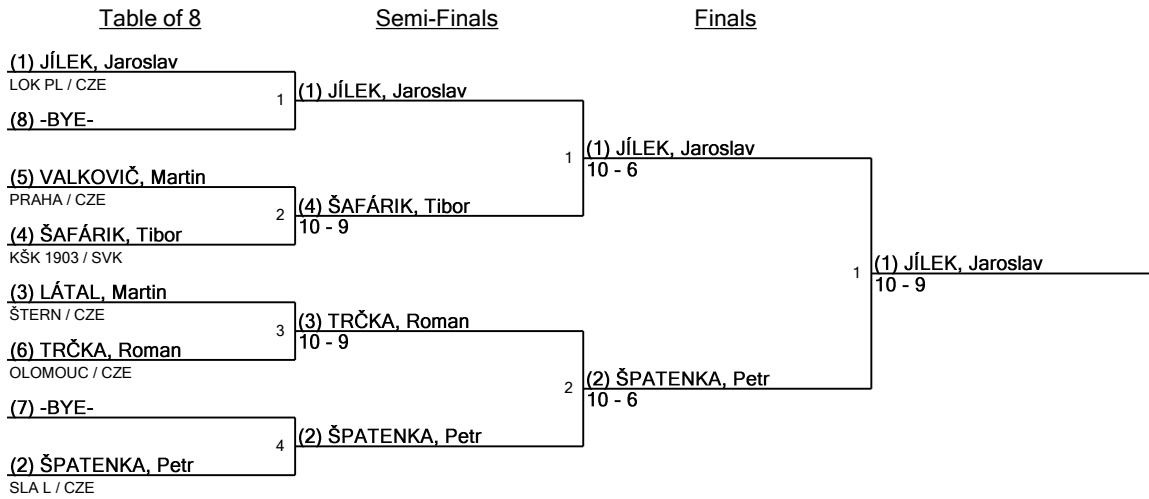 Table of 8
Semi-Finals
Finals
(1) JÍLEK, Jaroslav
LOK PL / CZE
(8) -BYE-
(5) VALKOVIČ, Martin
PRAHA / CZE
(4) ŠAFÁRIK, Tibor
KŠK 1903 / SVK
(3) LÁTAL, Martin
ŠTERN / CZE
(6) TRČKA, Roman
OLOMOUC / CZE
(7) -BYE-
(2) ŠPATENKA, Petr
SLA L / CZE
1
(1) JÍLEK, Jaroslav
2
(4) ŠAFÁRIK, Tibor
10 - 9
3
(3) TRČKA, Roman
10 - 9
4
(2) ŠPATENKA, Petr
1
(1) JÍLEK, Jaroslav
10 - 6
2
(2) ŠPATENKA, Petr
10 - 6
1
(1) JÍLEK, Jaroslav
10 - 9